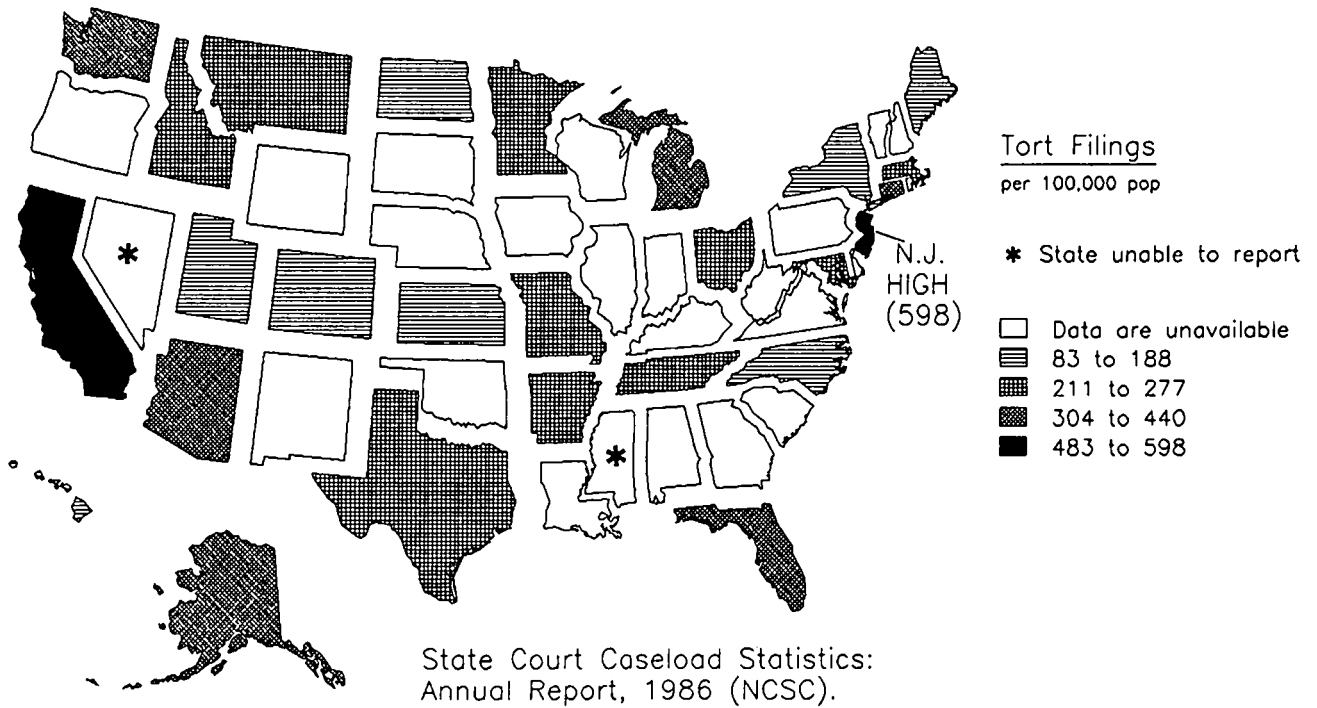 Tort Filings
per 100,000 pop
* State unable to report
Data are unavailable
83 to 188
211 to 277
304 to 440
483 to 598
*
*
N.J.
HIGH
(598)
State Court Caseload Statistics:
Annual Report, 1986 (NCSC).